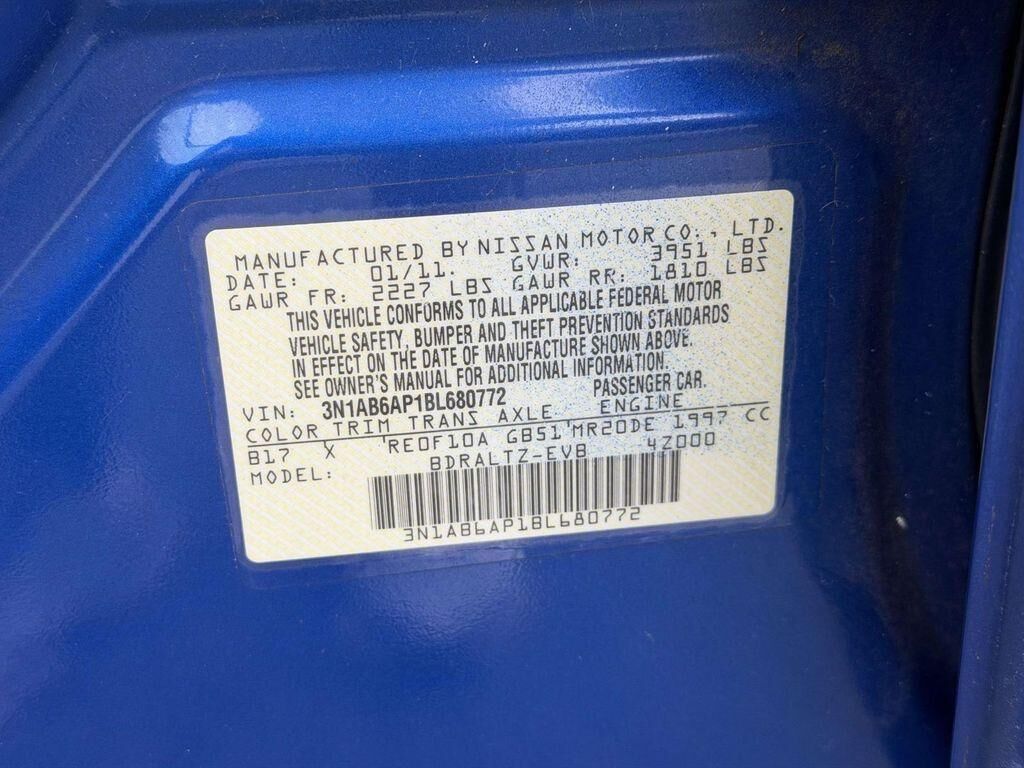 MANUFACTURED BY NISSAN MOTOR CO., LTD.
DATE: 01/11. GVWR: 3951 LBS
GAWR FR: 2227 LBS GAWR RR: 1810 LBS
THIS VEHICLE CONFORMS TO ALL APPLICABLE FEDERAL MOTOR
VEHICLE SAFETY, BUMPER AND THEFT PREVENTION STANDARDS
IN EFFECT ON THE DATE OF MANUFACTURE SHOWN ABOVE.
SEE OWNER'S MANUAL FOR ADDITIONAL INFORMATION.
VIN: 3N1AB6AP1BL680772 PASSENGER CAR.
COLOR TRIM TRANS AXLE ENGINE
B17 X RE0F10A GB51 MR20DE 1997 CC
MODEL: BDRALTZ-EVB 4Z000
3N1AB6AP1BL680772